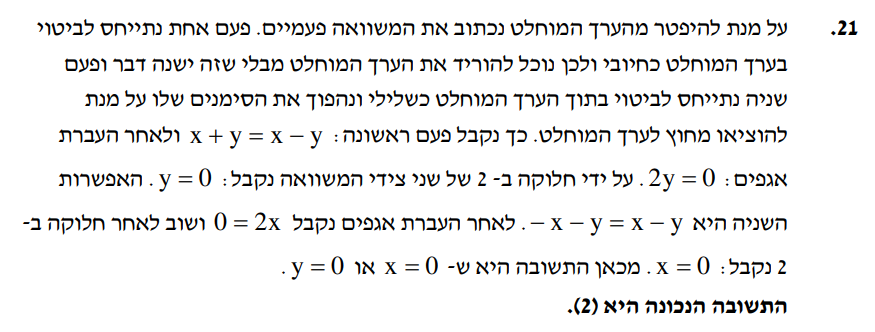 21. על מנת להיפטר מהערך המוחלט נכתוב את המשוואה פעמיים. פעם אחת נתייחס לביטוי
בערך המוחלט כחיובי ולכן נוכל להוריד את הערך המוחלט מבלי שזה ישנה דבר ופעם
שניה נתייחס לביטוי בתוך הערך המוחלט כשלילי ונהפוך את הסימנים שלו על מנת
להוציאו מחוץ לערך המוחלט. כך נקבל פעם ראשונה: x + y = x − y ולאחר העברת
אגפים: 2y = 0. על ידי חלוקה ב- 2 של שני צידי המשוואה נקבל: y = 0. האפשרות
השניה היא − x − y = x − y. לאחר העברת אגפים נקבל 0 = 2x ושוב לאחר חלוקה ב-
2 נקבל: x = 0. מכאן התשובה היא ש- x = 0 או y = 0.
התשובה הנכונה היא (2).